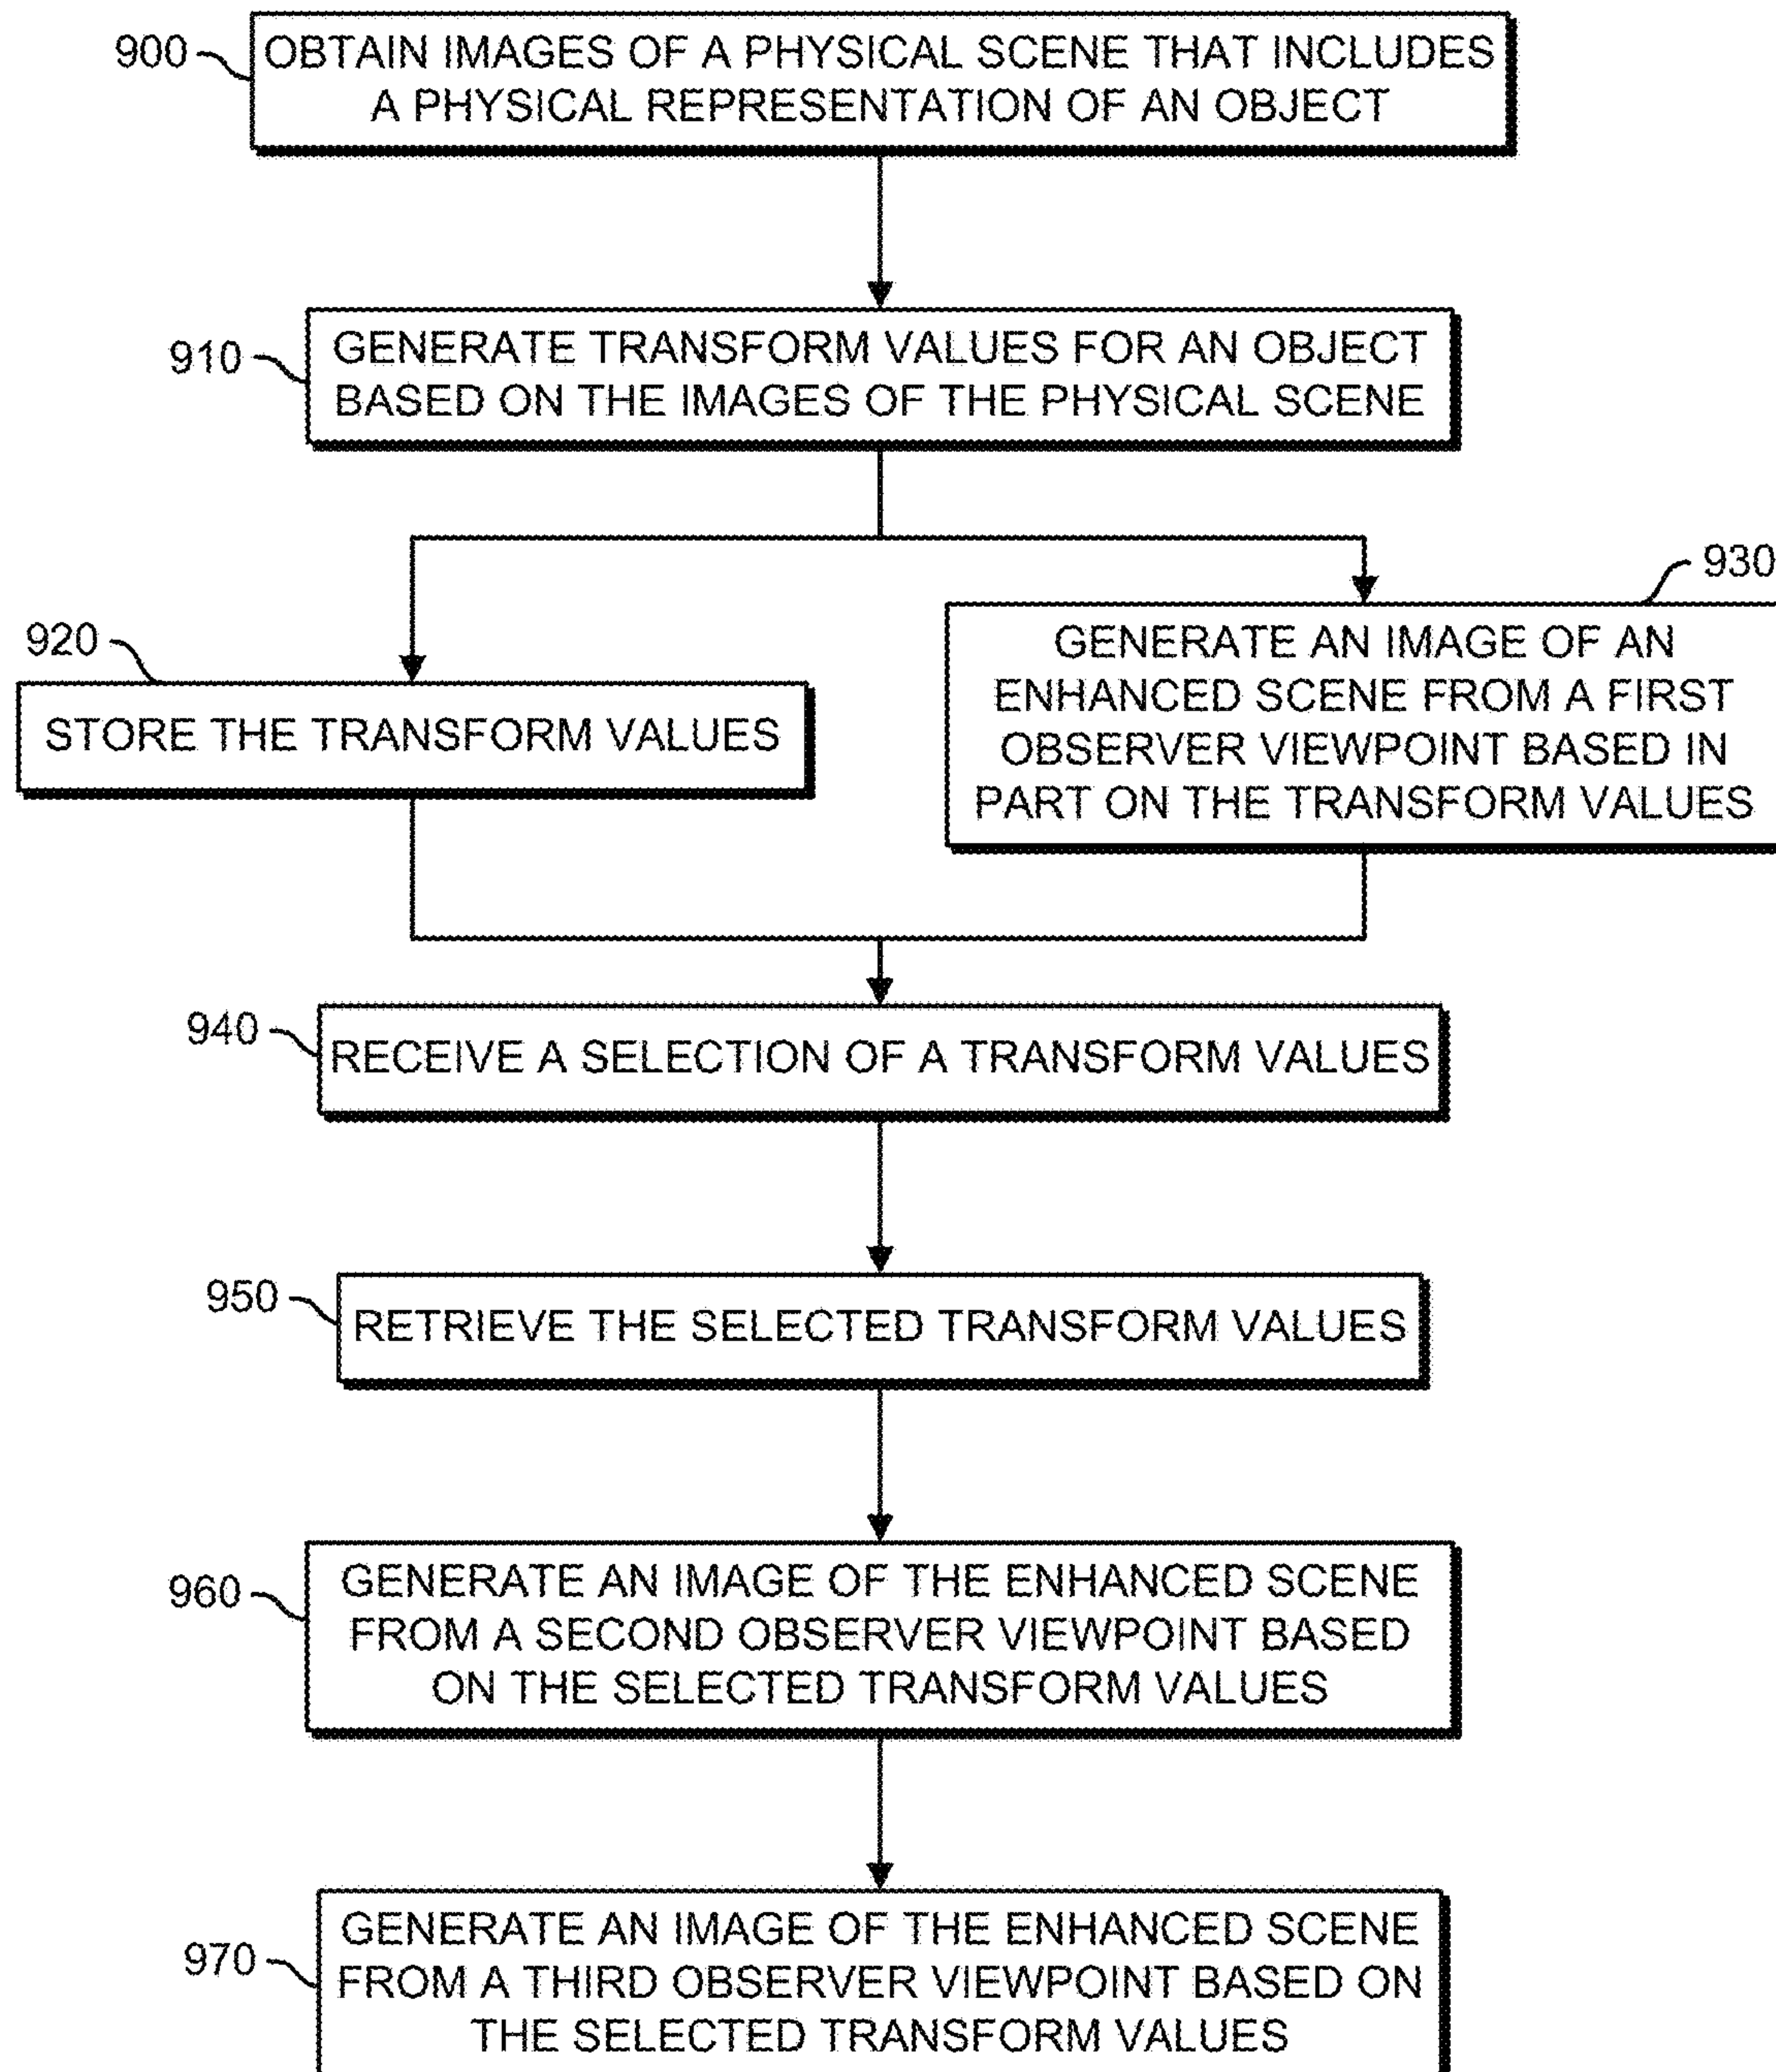 900
OBTAIN IMAGES OF A PHYSICAL SCENE THAT INCLUDES
A PHYSICAL REPRESENTATION OF AN OBJECT
910
GENERATE TRANSFORM VALUES FOR AN OBJECT
BASED ON THE IMAGES OF THE PHYSICAL SCENE
920
STORE THE TRANSFORM VALUES
930
GENERATE AN IMAGE OF AN
ENHANCED SCENE FROM A FIRST
OBSERVER VIEWPOINT BASED IN
PART ON THE TRANSFORM VALUES
940
RECEIVE A SELECTION OF A TRANSFORM VALUES
950
RETRIEVE THE SELECTED TRANSFORM VALUES
960
GENERATE AN IMAGE OF THE ENHANCED SCENE
FROM A SECOND OBSERVER VIEWPOINT BASED
ON THE SELECTED TRANSFORM VALUES
970
GENERATE AN IMAGE OF THE ENHANCED SCENE
FROM A THIRD OBSERVER VIEWPOINT BASED ON
THE SELECTED TRANSFORM VALUES